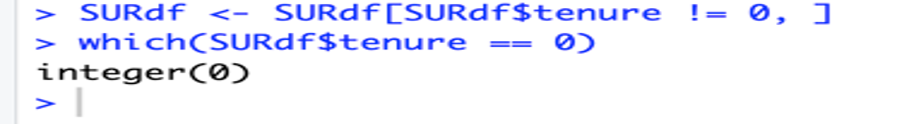 > SURdf <- SURdf[SURdf$tenure != 0, ]
> which(SURdf$tenure == 0)
integer(0)
>